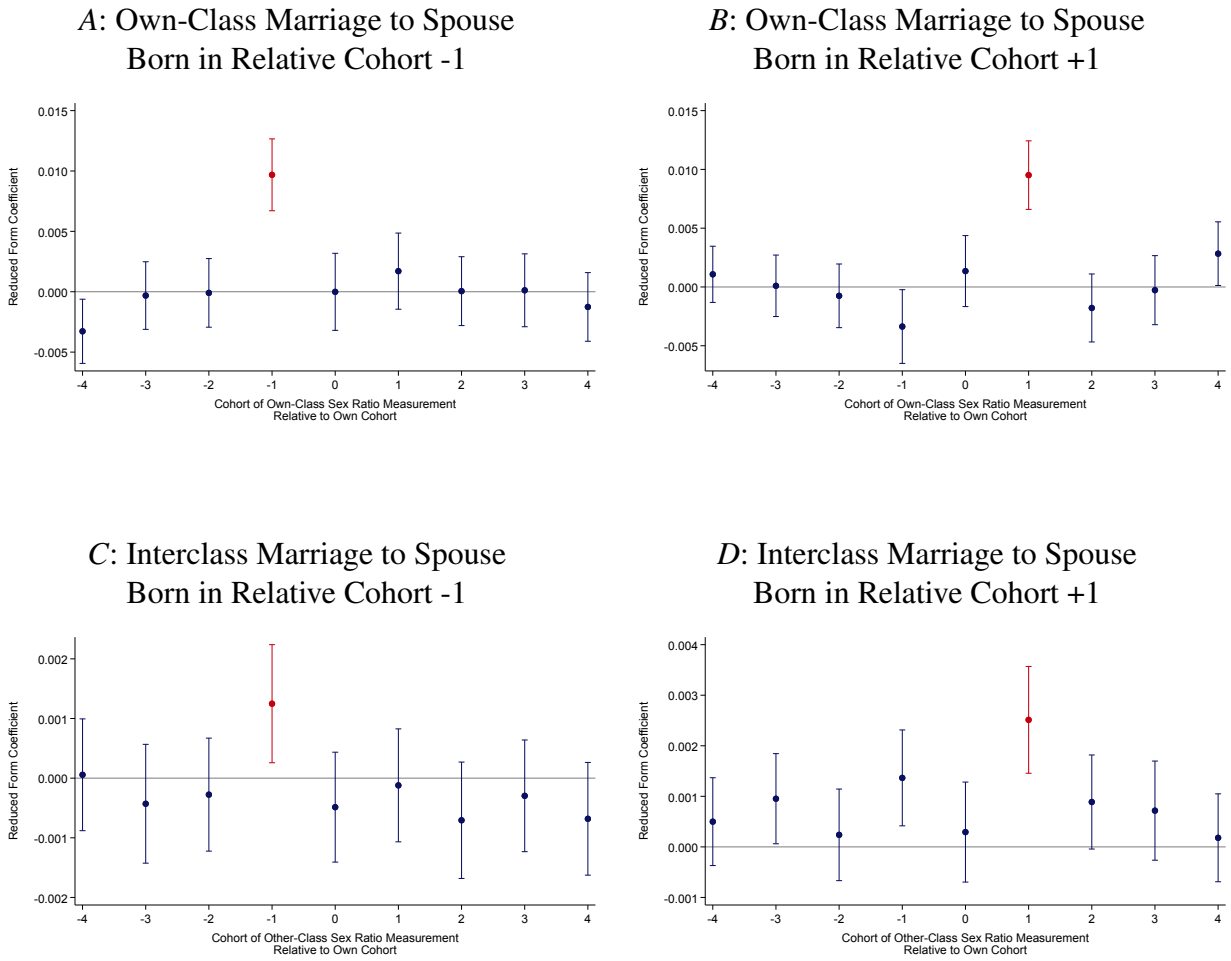 A: Own-Class Marriage to Spouse
Born in Relative Cohort -1
0.015
0.010
0.005
0.000
-0.005
Reduced Form Coefficient
-4 -3 -2 -1 0 1 2 3 4
Cohort of Own-Class Sex Ratio Measurement
Relative to Own Cohort
B: Own-Class Marriage to Spouse
Born in Relative Cohort +1
0.015
0.010
0.005
0.000
-0.005
Reduced Form Coefficient
-4 -3 -2 -1 0 1 2 3 4
Cohort of Own-Class Sex Ratio Measurement
Relative to Own Cohort
C: Interclass Marriage to Spouse
Born in Relative Cohort -1
0.002
0.001
0.000
-0.001
-0.002
Reduced Form Coefficient
-4 -3 -2 -1 0 1 2 3 4
Cohort of Other-Class Sex Ratio Measurement
Relative to Own Cohort
D: Interclass Marriage to Spouse
Born in Relative Cohort +1
0.004
0.003
0.002
0.001
0.000
-0.001
Reduced Form Coefficient
-4 -3 -2 -1 0 1 2 3 4
Cohort of Other-Class Sex Ratio Measurement
Relative to Own Cohort